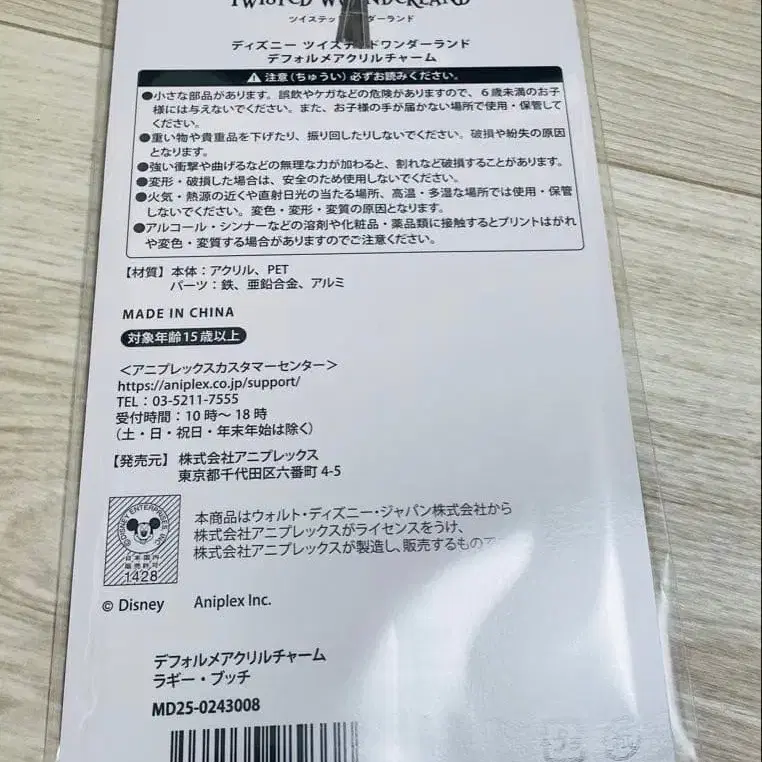 TWISTED WONDERLAND
ツイステッドワンダーランド
ディズニー ツイステッドワンダーランド
デフォルメアクリルチャーム
注意(ちゅうい)必ずお読みください。
●小さな部品があります。誤飲やケガなどの危険がありますので、6歳未満のお子
様には与えないでください。また、お子様の手が届かない場所で使用・保管して
ください。
●重い物や貴重品を下げたり、振り回したりしないでください。破損や紛失の原因
となります。
●強い衝撃や曲げるなどの無理な力が加わると、割れなど破損することがあります。
●変形・破損した場合は、安全のため使用しないでください。
●火気・熱源の近くや直射日光の当たる場所、高温・多湿な場所では使用・保管
しないでください。変色・変形・変質の原因となります。
●アルコール・シンナーなどの溶剤や化粧品・薬品類に接触するとプリントはがれ
や変色・変質する場合がありますのでご注意ください。
【材質】本体:アクリル、PET
パーツ:鉄、亜鉛合金、アルミ
MADE IN CHINA
対象年齢15歳以上
<アニプレックスカスタマーセンター>
https://aniplex.co.jp/support/
TEL:03-5211-7555
受付時間:10時〜18時
(土・日・祝日・年末年始は除く)
【発売元】株式会社アニプレックス
東京都千代田区六番町4-5
©DISNEY ENTERPRISES INC.
日本国内
販売許可
1428
本商品はウォルト・ディズニー・ジャパン株式会社から
株式会社アニプレックスがライセンスをうけ、
株式会社アニプレックスが製造し、販売するもので
© Disney Aniplex Inc.
デフォルメアクリルチャーム
ラギー・ブッチ
MD25-0243008